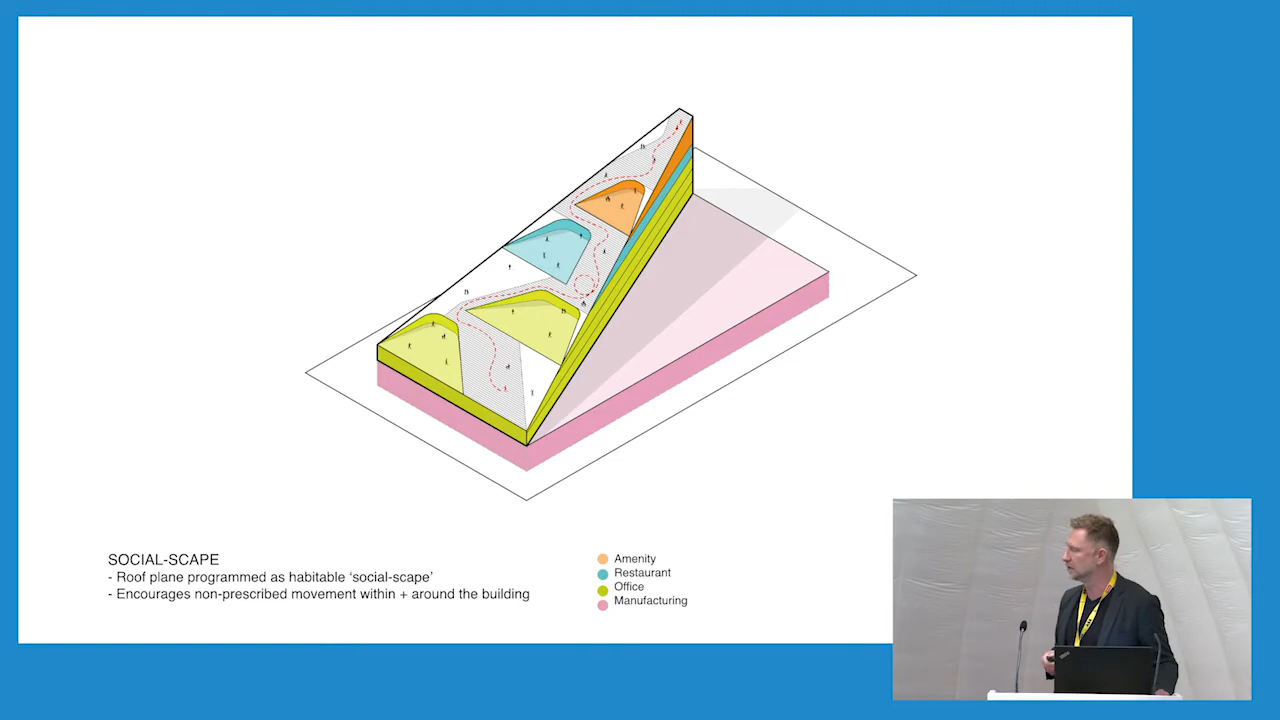 SOCIAL-SCAPE
- Roof plane programmed as habitable ‘social-scape’
- Encourages non-prescribed movement within + around the building
Amenity
Restaurant
Office
Manufacturing